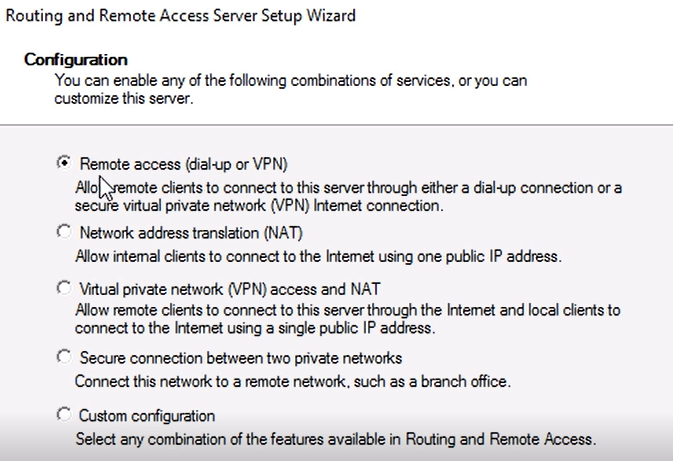 Routing and Remote Access Server Setup Wizard
Configuration
You can enable any of the following combinations of services, or you can
customize this server.
Remote access (dial-up or VPN)
Allow remote clients to connect to this server through either a dial-up connection or a
secure virtual private network (VPN) Internet connection.
Network address translation (NAT)
Allow internal clients to connect to the Internet using one public IP address.
Virtual private network (VPN) access and NAT
Allow remote clients to connect to this server through the Internet and local clients to
connect to the Internet using a single public IP address.
Secure connection between two private networks
Connect this network to a remote network, such as a branch office.
Custom configuration
Select any combination of the features available in Routing and Remote Access.